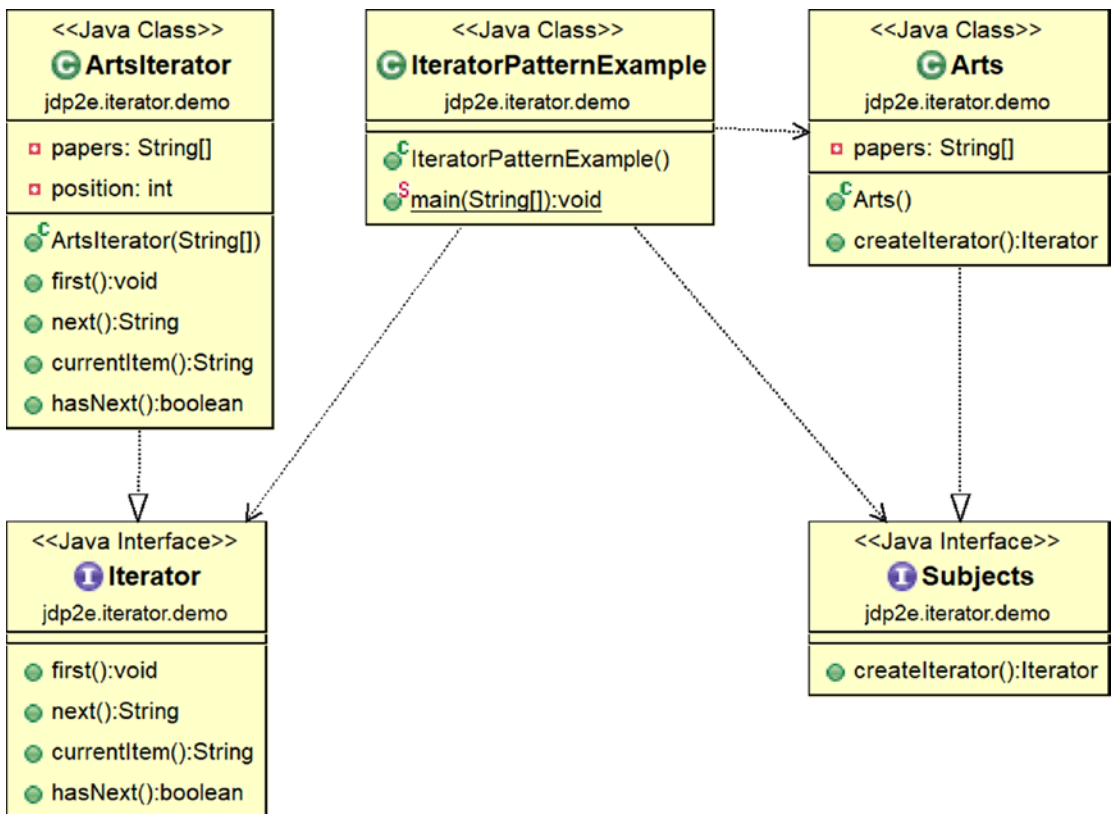 <<Java Class>>
ArtsIterator
jdp2e.iterator.demo
papers: String[]
position: int
ArtsIterator(String[])
first():void
next():String
currentItem():String
hasNext():boolean
<<Java Class>>
IteratorPatternExample
jdp2e.iterator.demo
IteratorPatternExample()
main(String[]):void
<<Java Class>>
Arts
jdp2e.iterator.demo
papers: String[]
Arts()
createIterator():Iterator
<<Java Interface>>
Iterator
jdp2e.iterator.demo
first():void
next():String
currentItem():String
hasNext():boolean
<<Java Interface>>
Subjects
jdp2e.iterator.demo
createIterator():Iterator